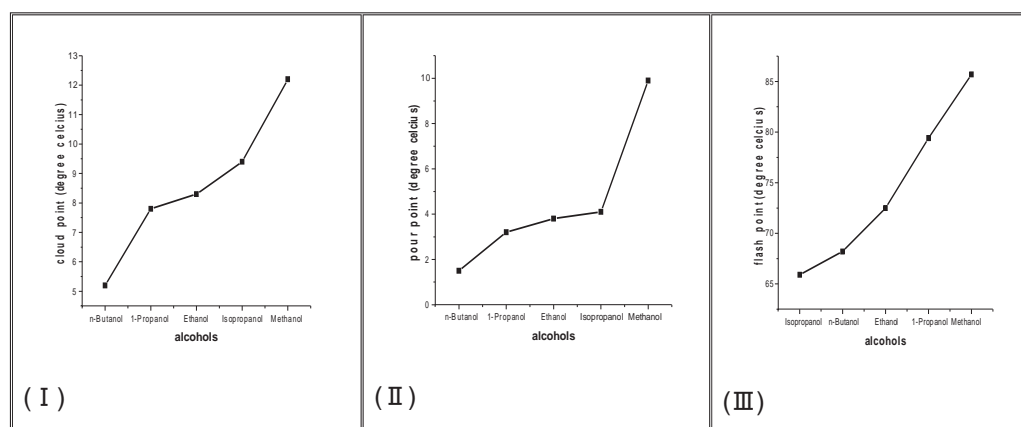 cloud point (degree celcius)
13
12
11
10
9
8
7
6
5
n-Butanol 1-Propanol Ethanol Isopropanol Methanol
alcohols
(Ⅰ)
pour point (degree celcius)
10
8
6
4
2
0
n-Butanol 1-Propanol Ethanol Isopropanol Methanol
alcohols
(Ⅱ)
flash point (degree celcius)
85
80
75
70
65
Isopropanol n-Butanol Ethanol 1-Propanol Methanol
alcohols
(Ⅲ)